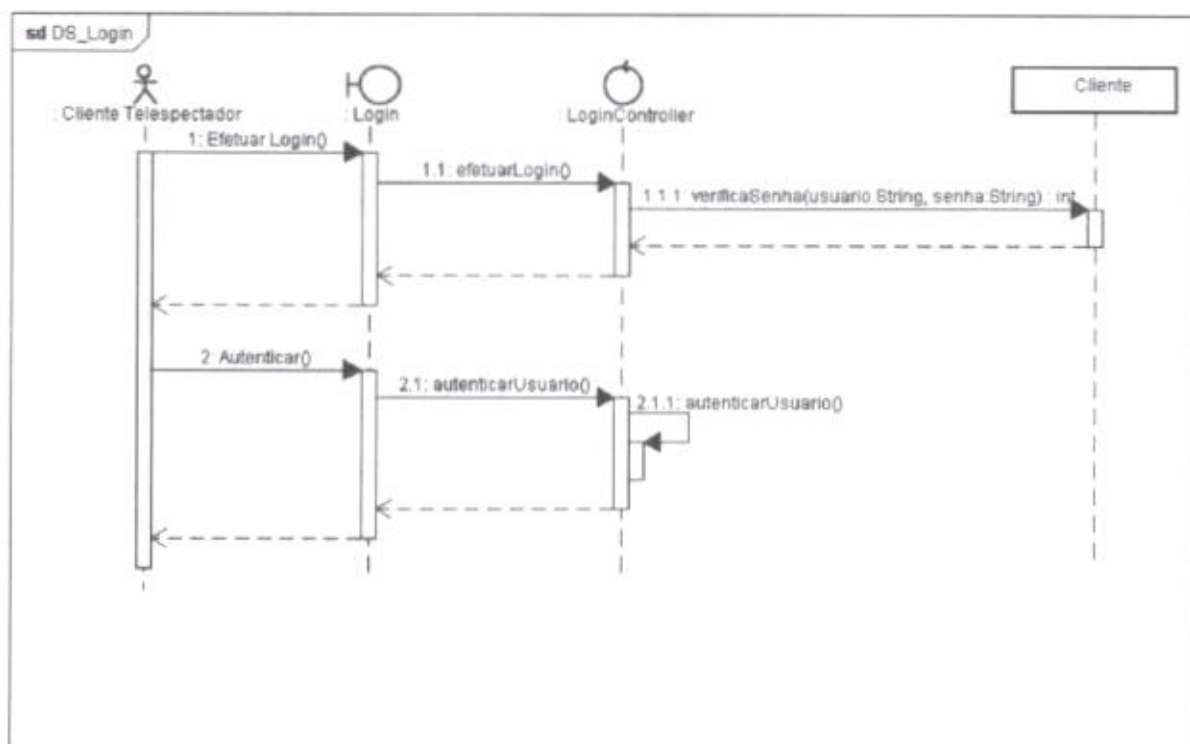 sd DS_Login
: Cliente Telespectador
: Login
: LoginController
Cliente
1: Efetuar Login()
1.1: efetuarLogin()
1.1.1: verificaSenha(usuario:String, senha:String) : int
2: Autenticar()
2.1: autenticarUsuario()
2.1.1: autenticarUsuario()